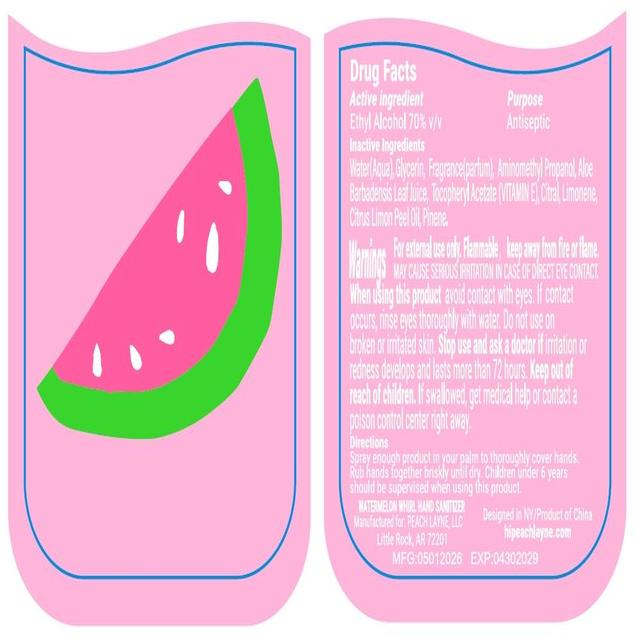 Drug Facts
Active ingredient Purpose
Ethyl Alcohol 70% v/v Antiseptic
Inactive Ingredients
Water(Aqua), Glycerin, Fragrance(parfum), Aminomethyl Propanol, Aloe
Barbadensis Leaf Juice, Tocopheryl Acetate (VITAMIN E), Citral, Limonene,
Citrus Limon Peel Oil, Pinene.
Warnings For external use only. Flammable, keep away from fire or flame.
MAY CAUSE SERIOUS IRRITATION IN CASE OF DIRECT EYE CONTACT.
When using this product avoid contact with eyes. If contact
occurs, rinse eyes thoroughly with water. Do not use on
broken or irritated skin. Stop use and ask a doctor if irritation or
redness develops and lasts more than 72 hours. Keep out of
reach of children. If swallowed, get medical help or contact a
poison control center right away.
Directions
Spray enough product in your palm to thoroughly cover hands.
Rub hands together briskly until dry. Children under 6 years
should be supervised when using this product.
WATERMELON WHIRL HAND SANITIZER
Manufactured for: PEACH LAYNE, LLC
Little Rock, AR 72201
Designed in NY/Product of China
hipeachlayne.com
MFG:05012026 EXP:04302029